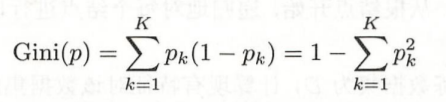 Gini(p) = \sum_{k=1}^{K} p_k(1 - p_k) = 1 - \sum_{k=1}^{K} p_k^2